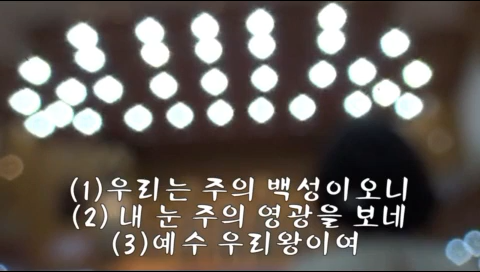 (1)우리는 주의 백성이오니
(2) 내 눈 주의 영광을 보네
(3)예수 우리왕이여